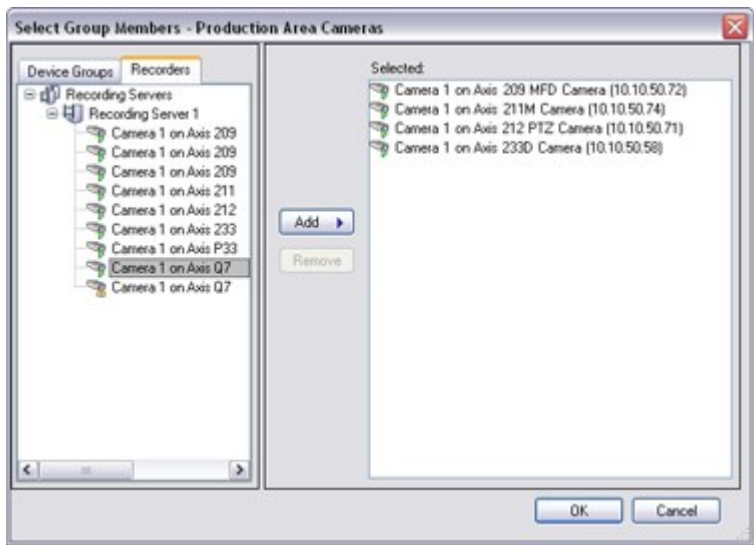 Select Group Members - Production Area Cameras
Device Groups
Recorders
Recording Servers
Recording Server 1
Camera 1 on Axis 209
Camera 1 on Axis 209
Camera 1 on Axis 209
Camera 1 on Axis 211
Camera 1 on Axis 212
Camera 1 on Axis 233
Camera 1 on Axis P33
Camera 1 on Axis Q7
Camera 1 on Axis Q7
Add
Remove
Selected:
Camera 1 on Axis 209 MFD Camera (10.10.50.72)
Camera 1 on Axis 211M Camera (10.10.50.74)
Camera 1 on Axis 212 PTZ Camera (10.10.50.71)
Camera 1 on Axis 233D Camera (10.10.50.58)
OK
Cancel